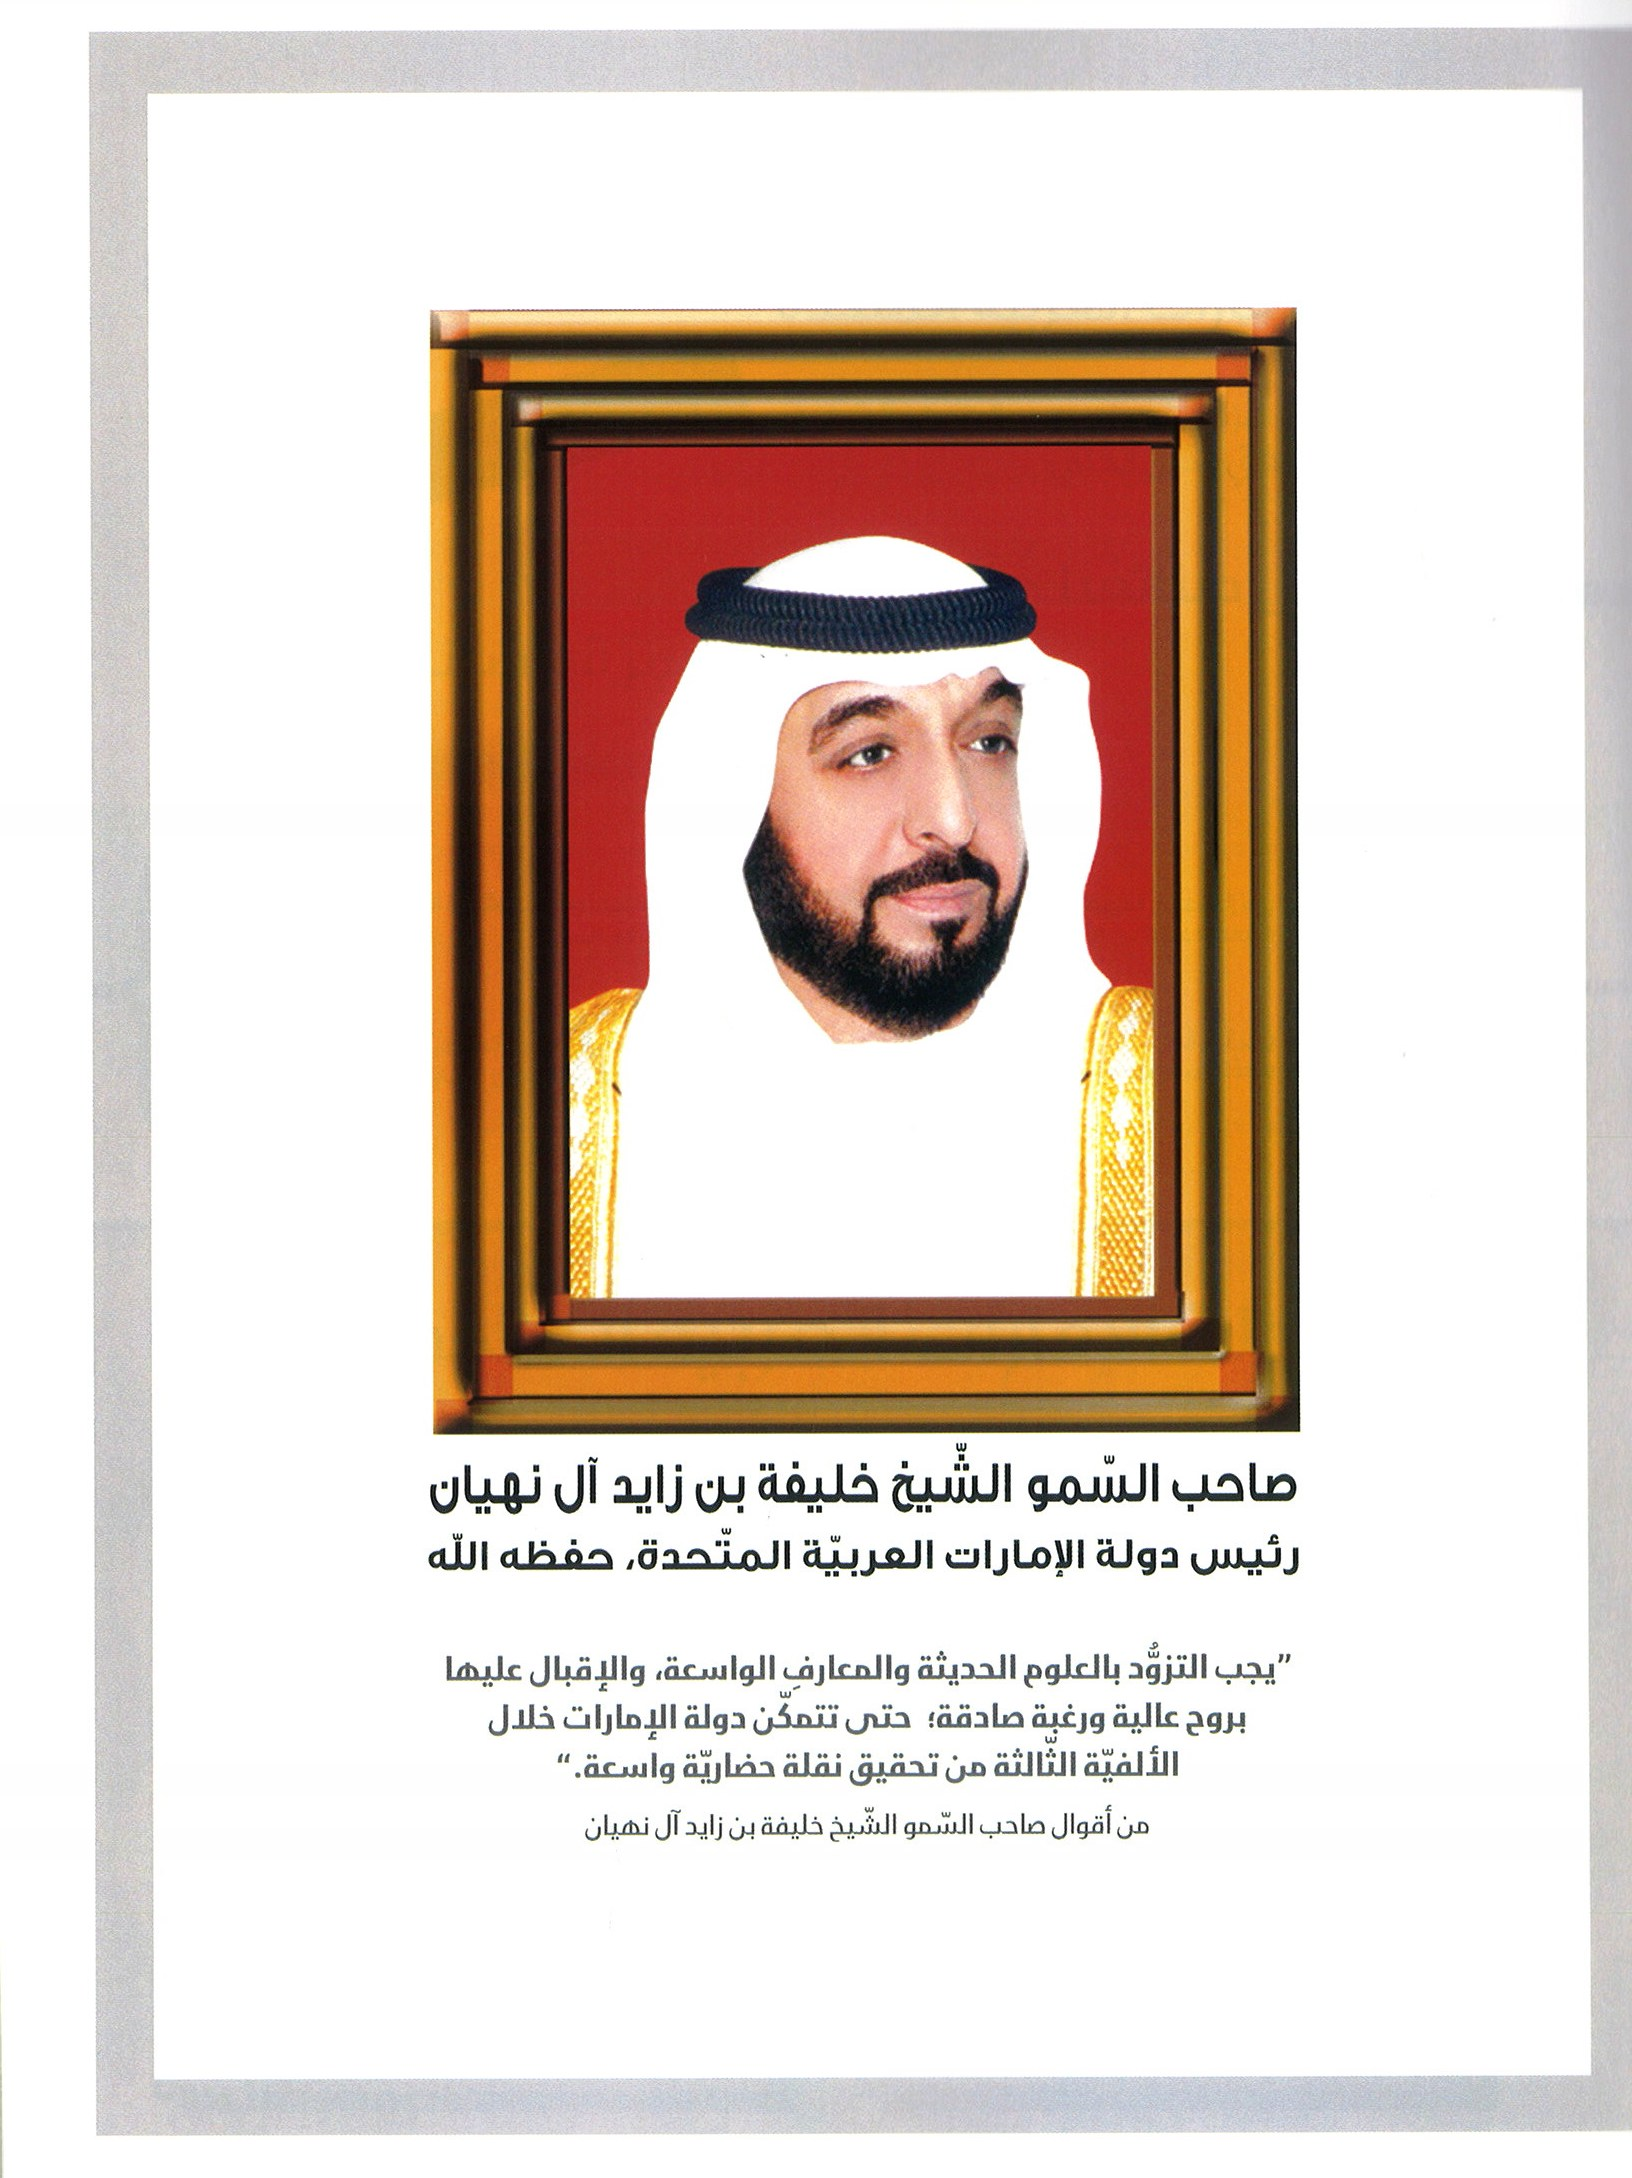 صاحب السّمو الشّيخ خليفة بن زايد آل نهيان
رئيس دولة الإمارات العربيّة المتّحدة، حفظه اللّه
”يجب التزوُّد بالعلوم الحديثة والمعارفِ الواسعة، والإقبال عليها
بروح عالية ورغبة صادقة؛ حتى تتمكّن دولة الإمارات خلال
الألفيّة الثّالثة من تحقيق نقلة حضاريّة واسعة.“
من أقوال صاحب السّمو الشّيخ خليفة بن زايد آل نهيان